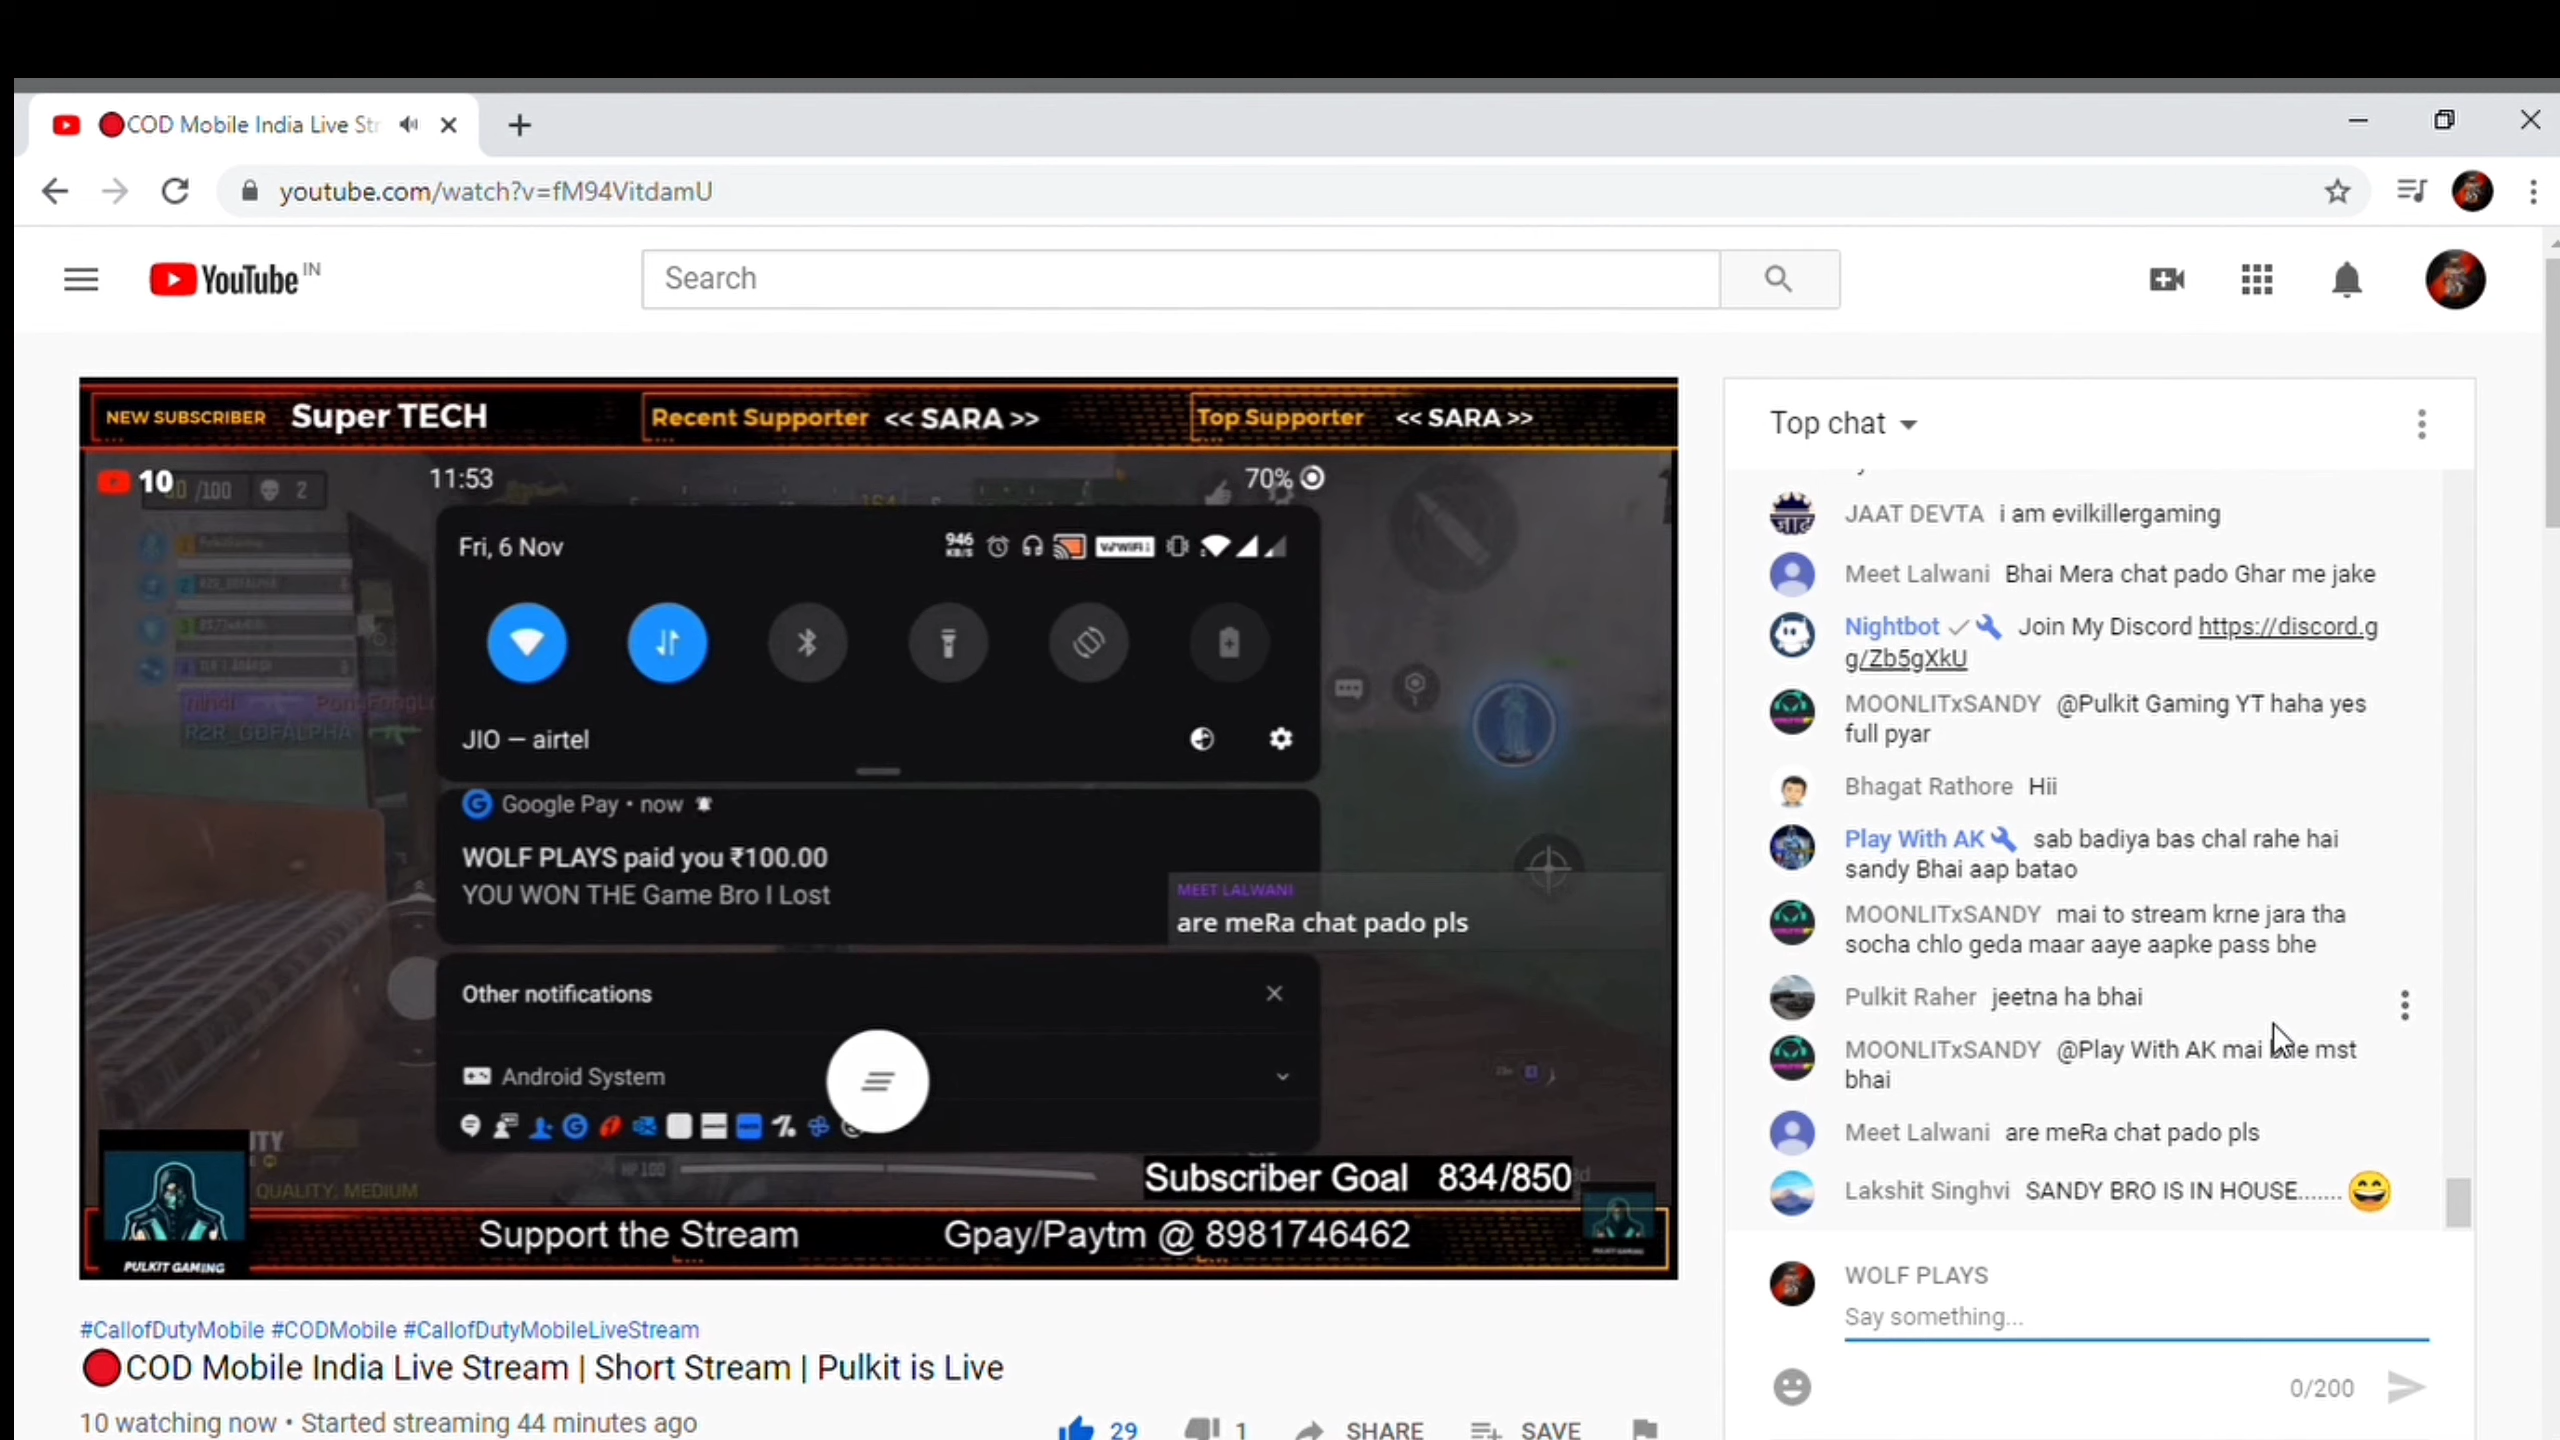 COD Mobile India Live Str
youtube.com/watch?v=fM94VitdamU
YouTube IN
Search
NEW SUBSCRIBER Super TECH
Recent Supporter << SARA >>
Top Supporter << SARA >>
10
/100 2
11:53
70%
Fri, 6 Nov
946 KB/S
JIO — airtel
Google Pay • now
WOLF PLAYS paid you ₹100.00
YOU WON THE Game Bro I Lost
MEET LALWANI
are meRa chat pado pls
Other notifications
Android System
HP 100
QUALITY: MEDIUM
Subscriber Goal 834/850
Support the Stream
Gpay/Paytm @ 8981746462
PULKIT GAMING
#CallofDutyMobile #CODMobile #CallofDutyMobileLiveStream
COD Mobile India Live Stream | Short Stream | Pulkit is Live
10 watching now • Started streaming 44 minutes ago
29
1
SHARE
SAVE
Top chat
JAAT DEVTA i am evilkillergaming
Meet Lalwani Bhai Mera chat pado Ghar me jake
Nightbot Join My Discord https://discord.g
g/Zb5gXkU
MOONLITxSANDY @Pulkit Gaming YT haha yes
full pyar
Bhagat Rathore Hii
Play With AK sab badiya bas chal rahe hai
sandy Bhai aap batao
MOONLITxSANDY mai to stream krne jara tha
socha chlo geda maar aaye aapke pass bhe
Pulkit Raher jeetna ha bhai
MOONLITxSANDY @Play With AK mai mst
bhai
Meet Lalwani are meRa chat pado pls
Lakshit Singhvi SANDY BRO IS IN HOUSE....... 😄
WOLF PLAYS
Say something...
0/200